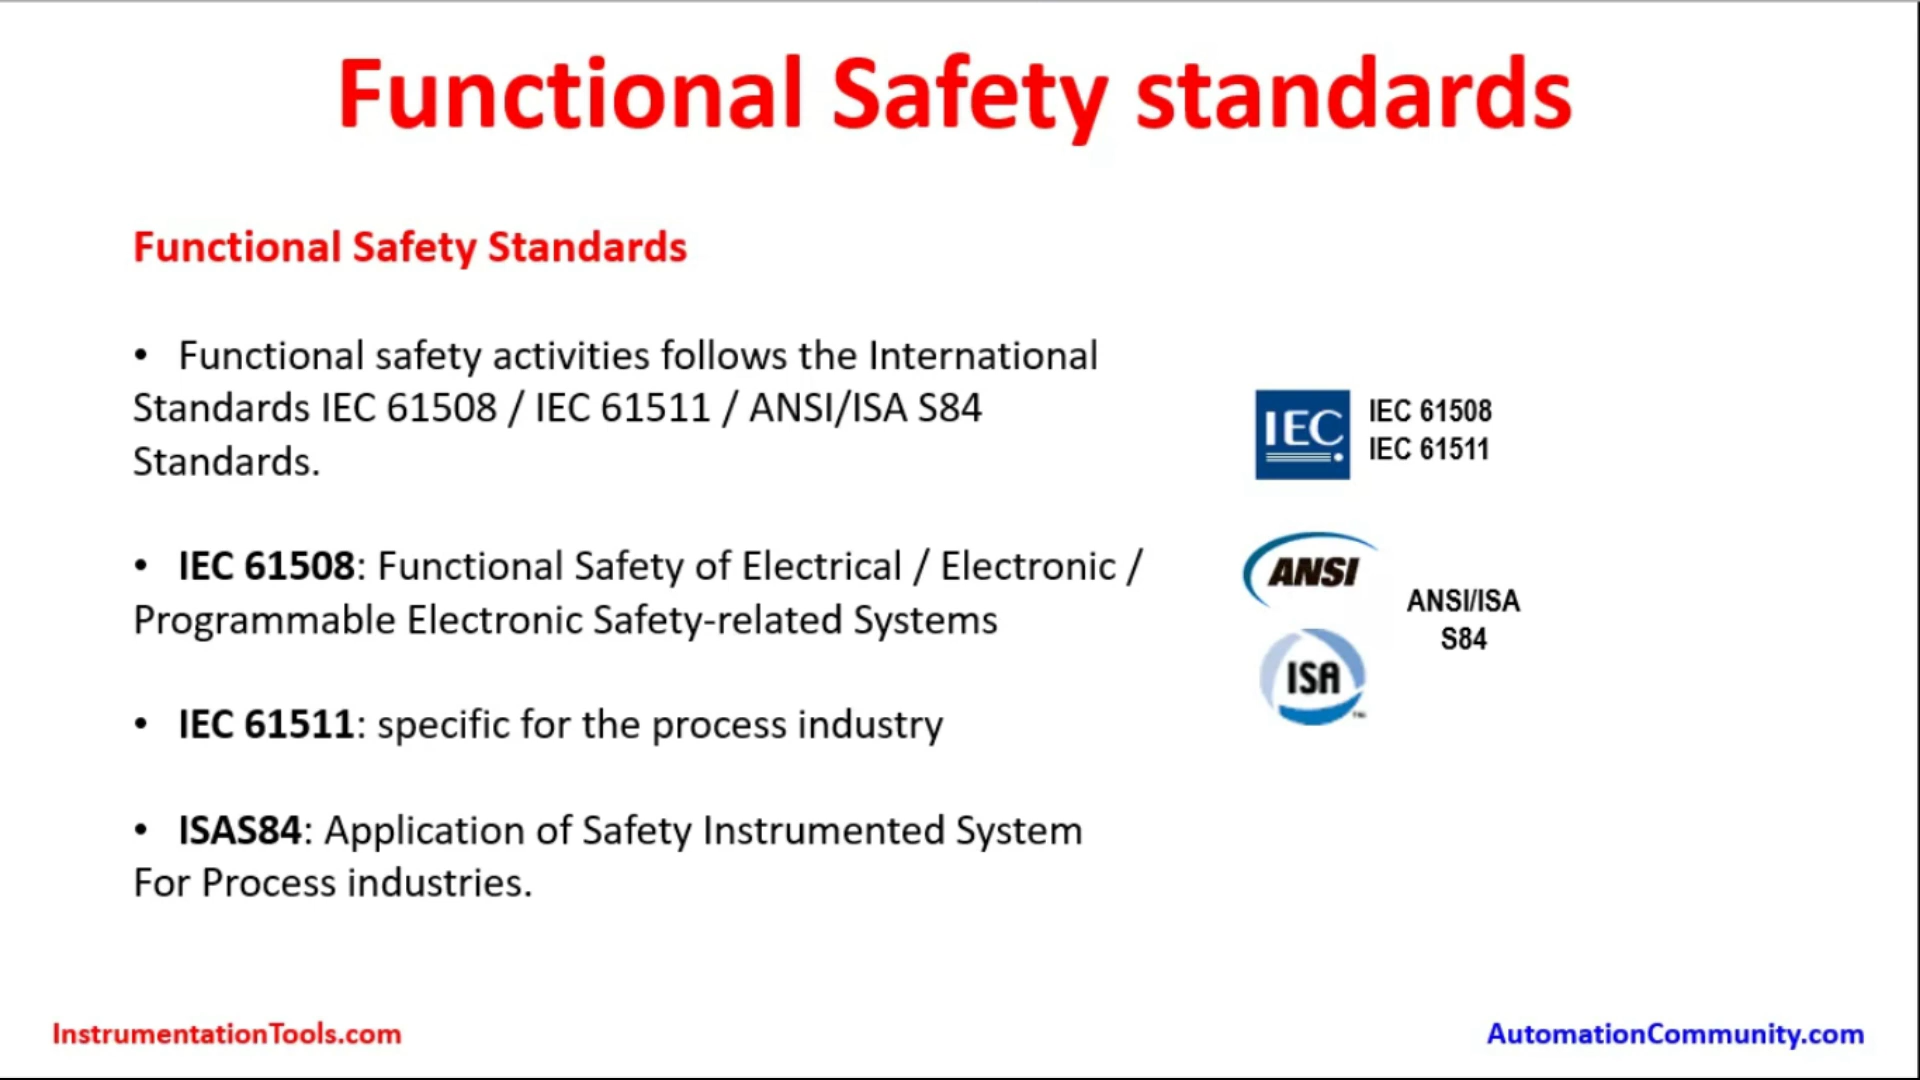 Functional Safety standards
Functional Safety Standards
• Functional safety activities follows the International
Standards IEC 61508 / IEC 61511 / ANSI/ISA S84
Standards.
• IEC 61508: Functional Safety of Electrical / Electronic /
Programmable Electronic Safety-related Systems
• IEC 61511: specific for the process industry
• ISAS84: Application of Safety Instrumented System
For Process industries.
IEC
IEC 61508
IEC 61511
ANSI
ISA
™
ANSI/ISA
S84
InstrumentationTools.com
AutomationCommunity.com